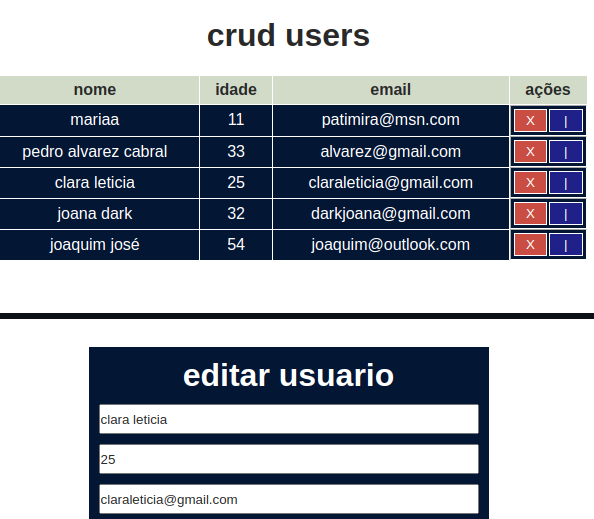 crud users
nome idade email ações
mariaa 11 patimira@msn.com X |
pedro alvarez cabral 33 alvarez@gmail.com X |
clara leticia 25 claraleticia@gmail.com X |
joana dark 32 darkjoana@gmail.com X |
joaquim josé 54 joaquim@outlook.com X |
editar usuario
clara leticia
25
claraleticia@gmail.com